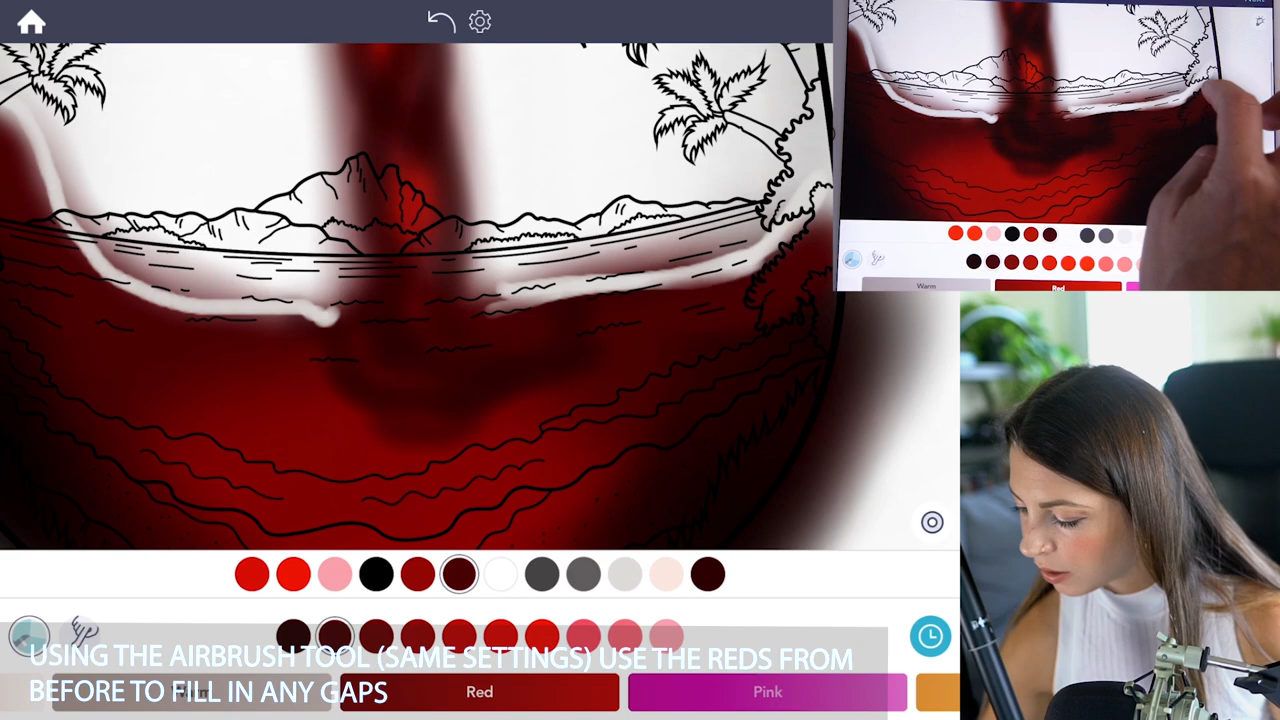 Warm
Red
USING THE AIRBRUSH TOOL (SAME SETTINGS) USE THE REDS FROM
BEFORE TO FILL IN ANY GAPS
Red
Pink